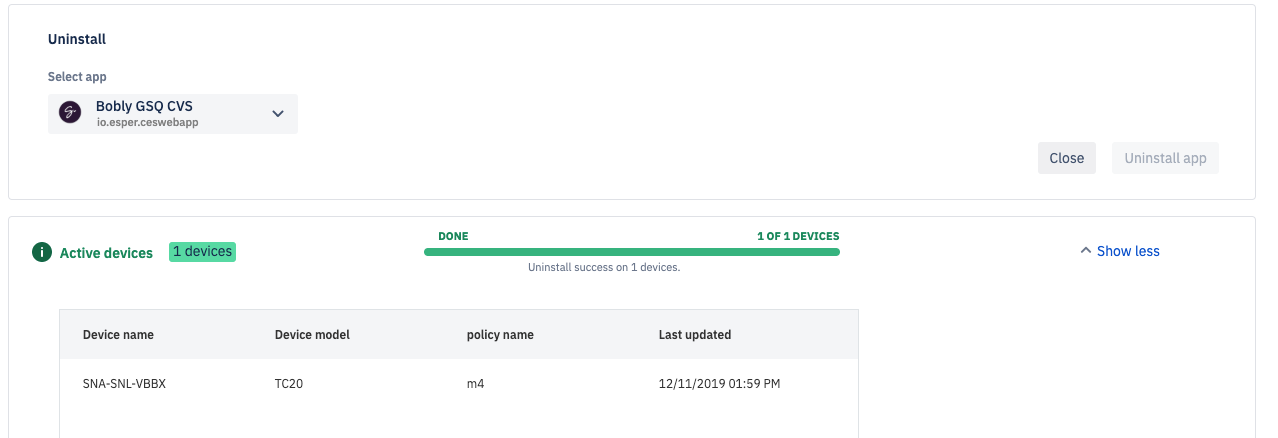 Uninstall
Select app
Bobly GSQ CVS
io.esper.ceswebapp
Close Uninstall app
Active devices 1 devices
DONE 1 OF 1 DEVICES
Uninstall success on 1 devices.
Show less
Device name Device model policy name Last updated
SNA-SNL-VBBX TC20 m4 12/11/2019 01:59 PM